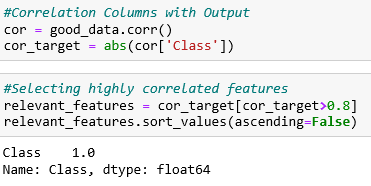 #Correlation Columns with Output
cor = good_data.corr()
cor_target = abs(cor['Class'])
#Selecting highly correlated features
relevant_features = cor_target[cor_target>0.8]
relevant_features.sort_values(ascending=False)
Class    1.0
Name: Class, dtype: float64